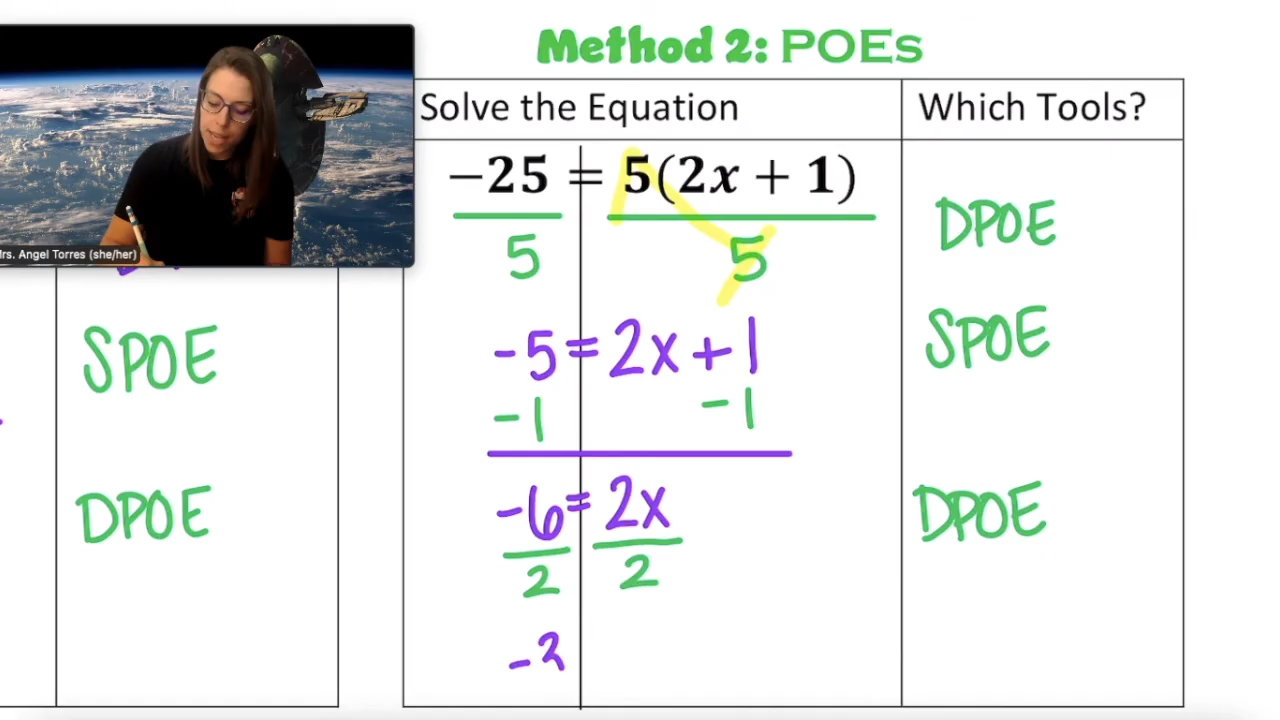 Method 2: POEs
Solve the Equation
Which Tools?
-25 = 5(2x + 1)
5 5
DPOE
-5 = 2x + 1
-1 -1
SPOE
-6 = 2x
2 2
DPOE
-3
SPOE
DPOE
Mrs. Angel Torres (she/her)